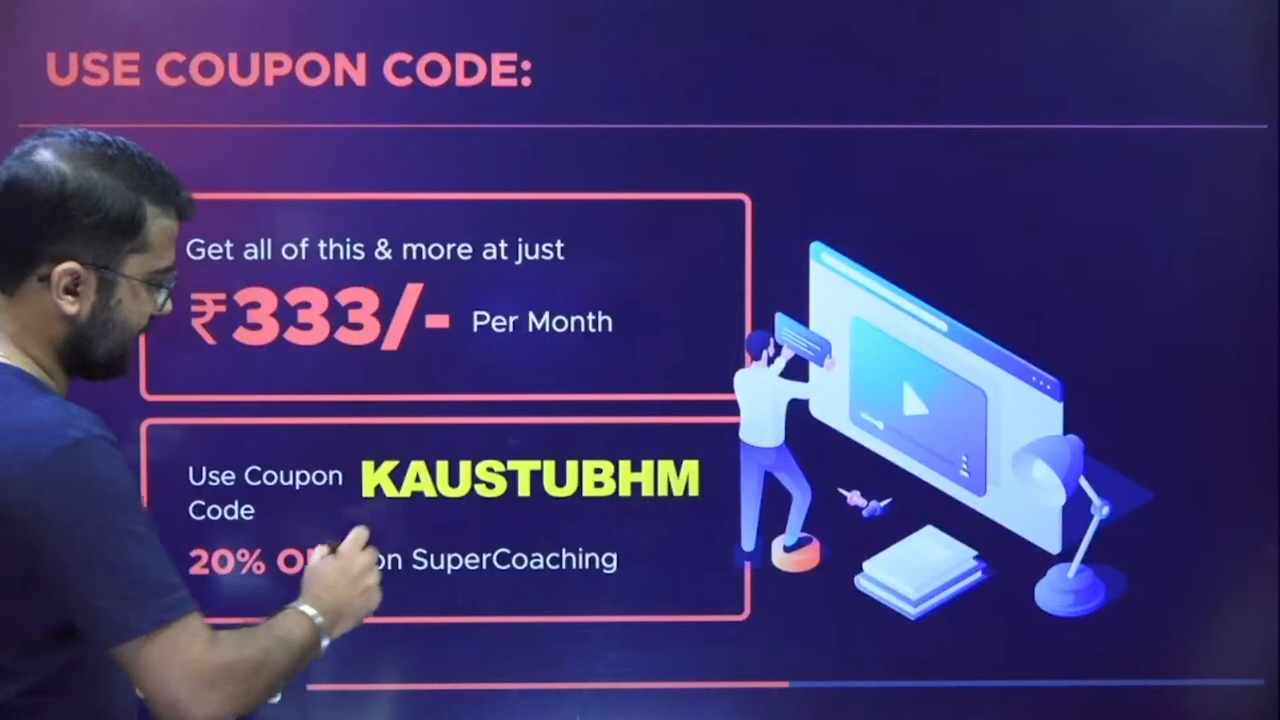 USE COUPON CODE:
Get all of this & more at just
₹333/- Per Month
Use Coupon KAUSTUBHM
Code
20% on SuperCoaching